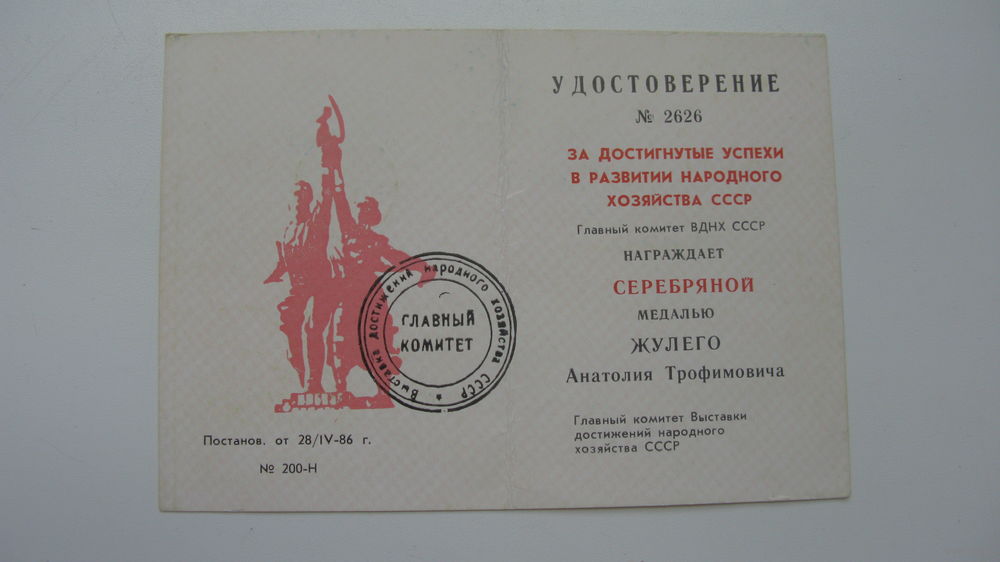 Постанов. от 28/IV-86 г.
№ 200-Н
Выставка достижений народного хозяйства СССР *
ГЛАВНЫЙ
КОМИТЕТ
УДОСТОВЕРЕНИЕ
№ 2626
ЗА ДОСТИГНУТЫЕ УСПЕХИ
В РАЗВИТИИ НАРОДНОГО
ХОЗЯЙСТВА СССР
Главный комитет ВДНХ СССР
НАГРАЖДАЕТ
СЕРЕБРЯНОЙ
МЕДАЛЬЮ
ЖУЛЕГО
Анатолия Трофимовича
Главный комитет Выставки
достижений народного
хозяйства СССР